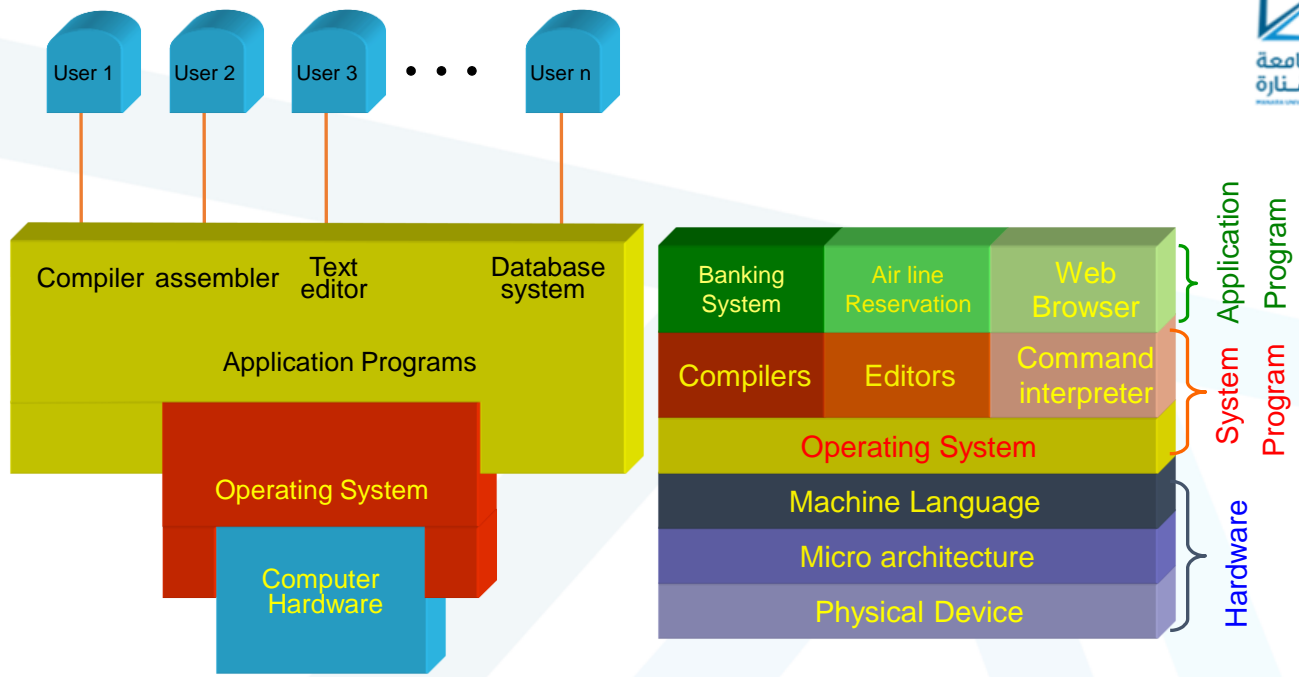 User 1
User 2
User 3
• • •
User n
Compiler
assembler
Text
editor
Database
system
Application Programs
Operating System
Computer
Hardware
Banking
System
Air line
Reservation
Web
Browser
Compilers
Editors
Command
interpreter
Operating System
Machine Language
Micro architecture
Physical Device
Application
Program
System
Program
Hardware